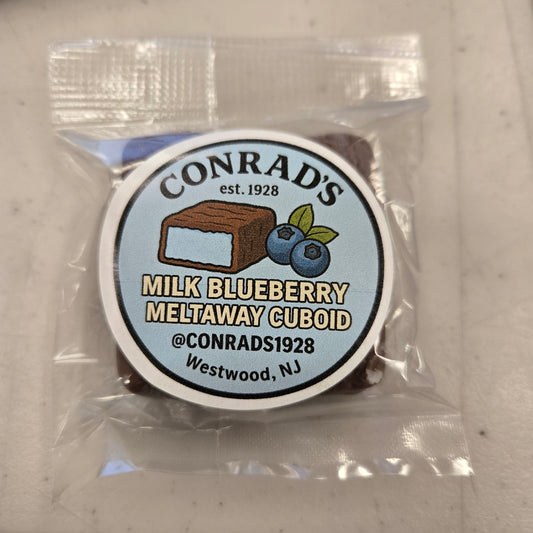 CONRAD'S
est. 1928
MILK BLUEBERRY
MELTAWAY CUBOID
@CONRADS1928
Westwood, NJ